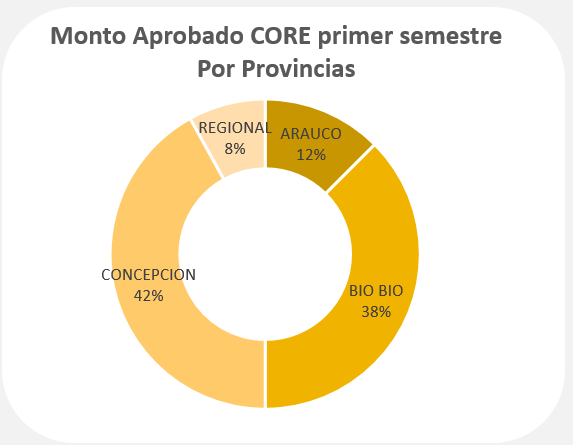 Monto Aprobado CORE primer semestre
Por Provincias
REGIONAL
8%
ARAUCO
12%
CONCEPCION
42%
BIO BIO
38%